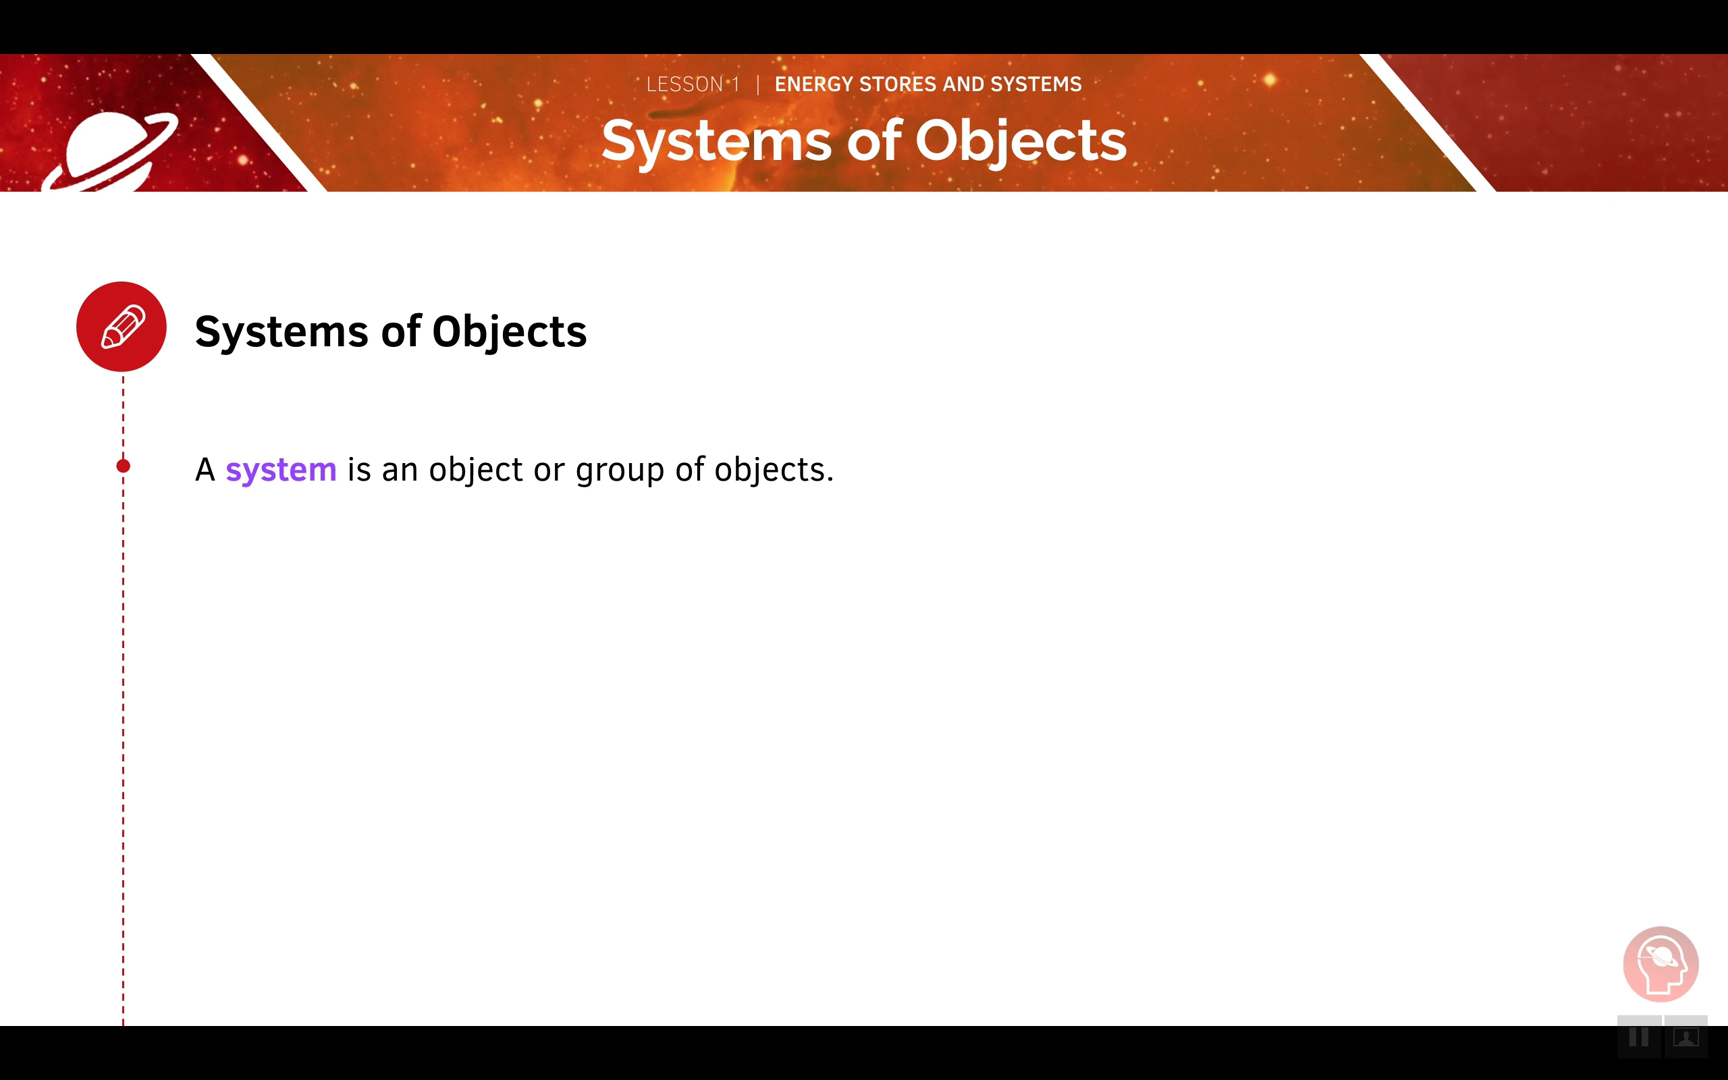 LESSON 1 | ENERGY STORES AND SYSTEMS
Systems of Objects
Systems of Objects
A system is an object or group of objects.